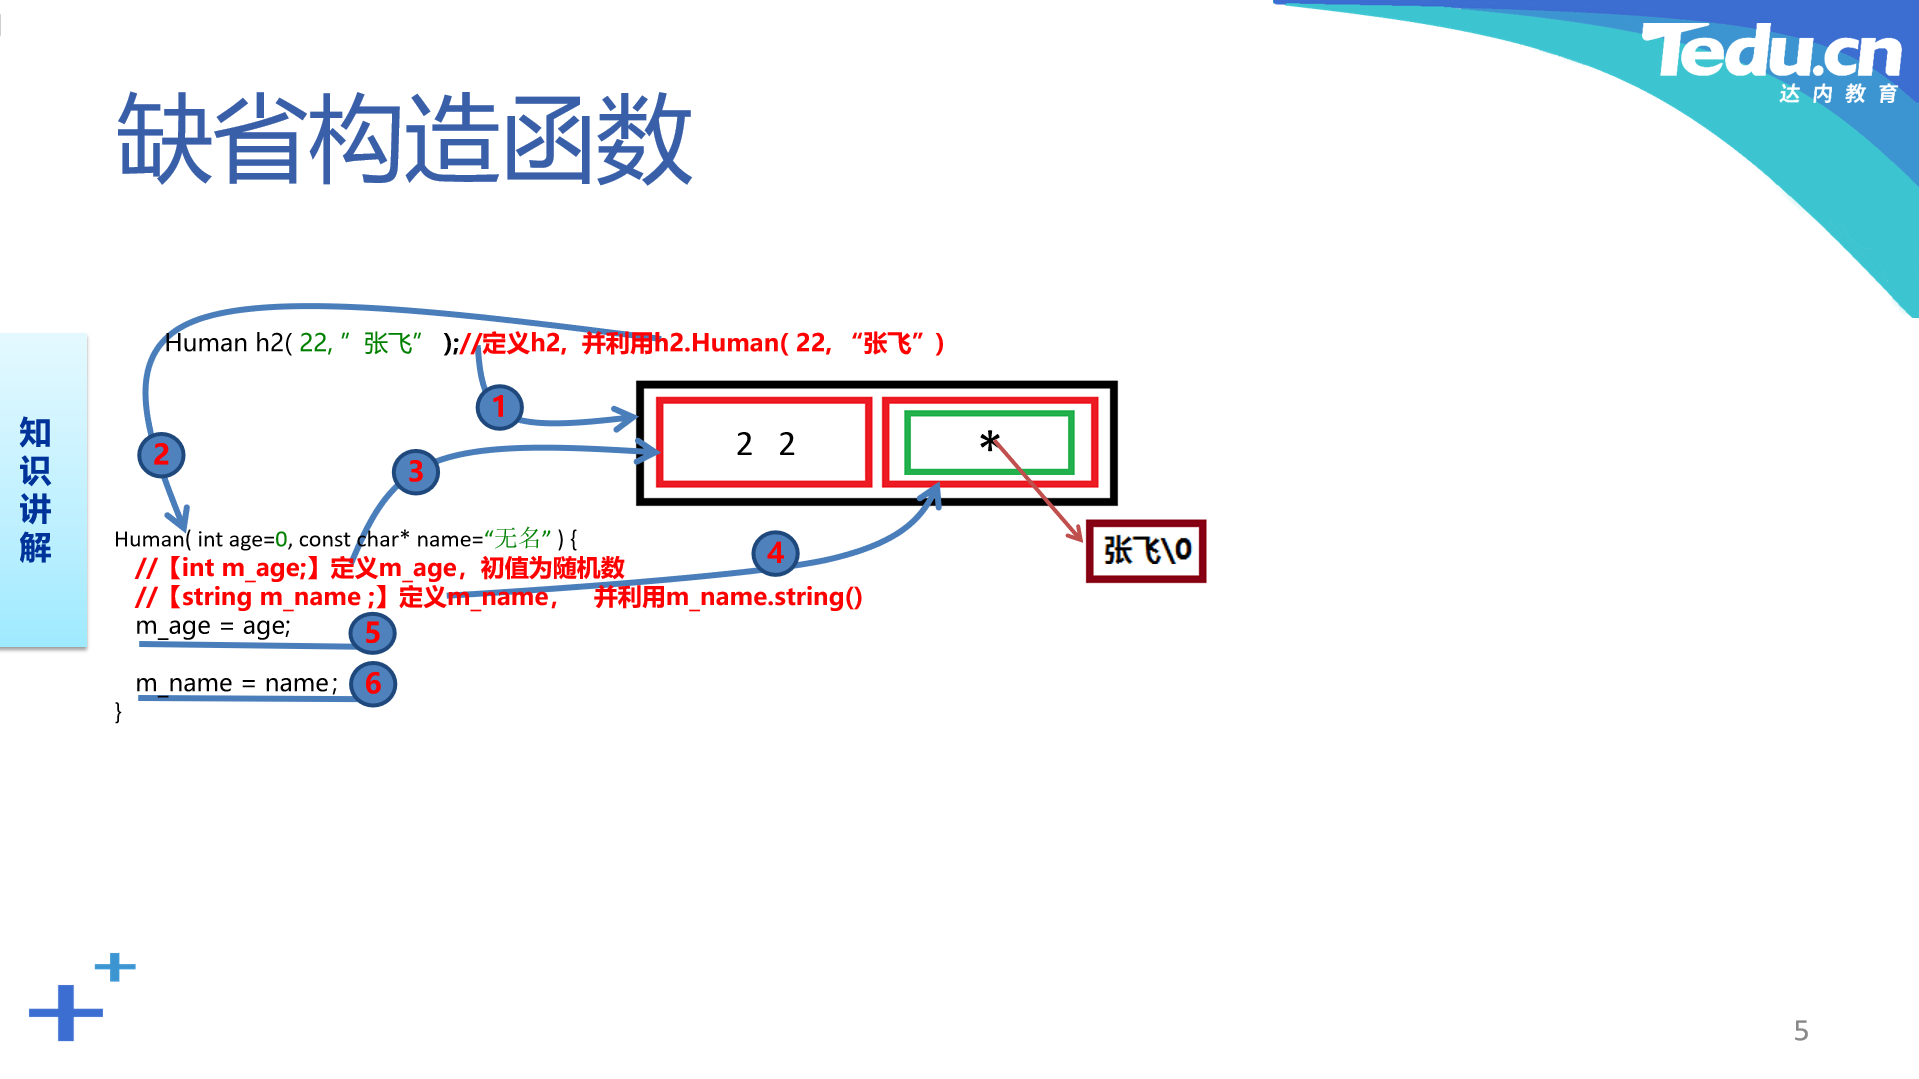 Tedu.cn
达内教育
缺省构造函数
Human h2( 22, ”张飞” );//定义h2, 并利用h2.Human( 22, “张飞” )
1
2 2
*
2
3
知识讲解
Human( int age=0, const char* name=“无名” ) {
4
张飞\0
//【int m_age;】定义m_age，初值为随机数
//【string m_name ;】定义m_name， 并利用m_name.string()
m_age = age;
5
m_name = name；
6
}
5